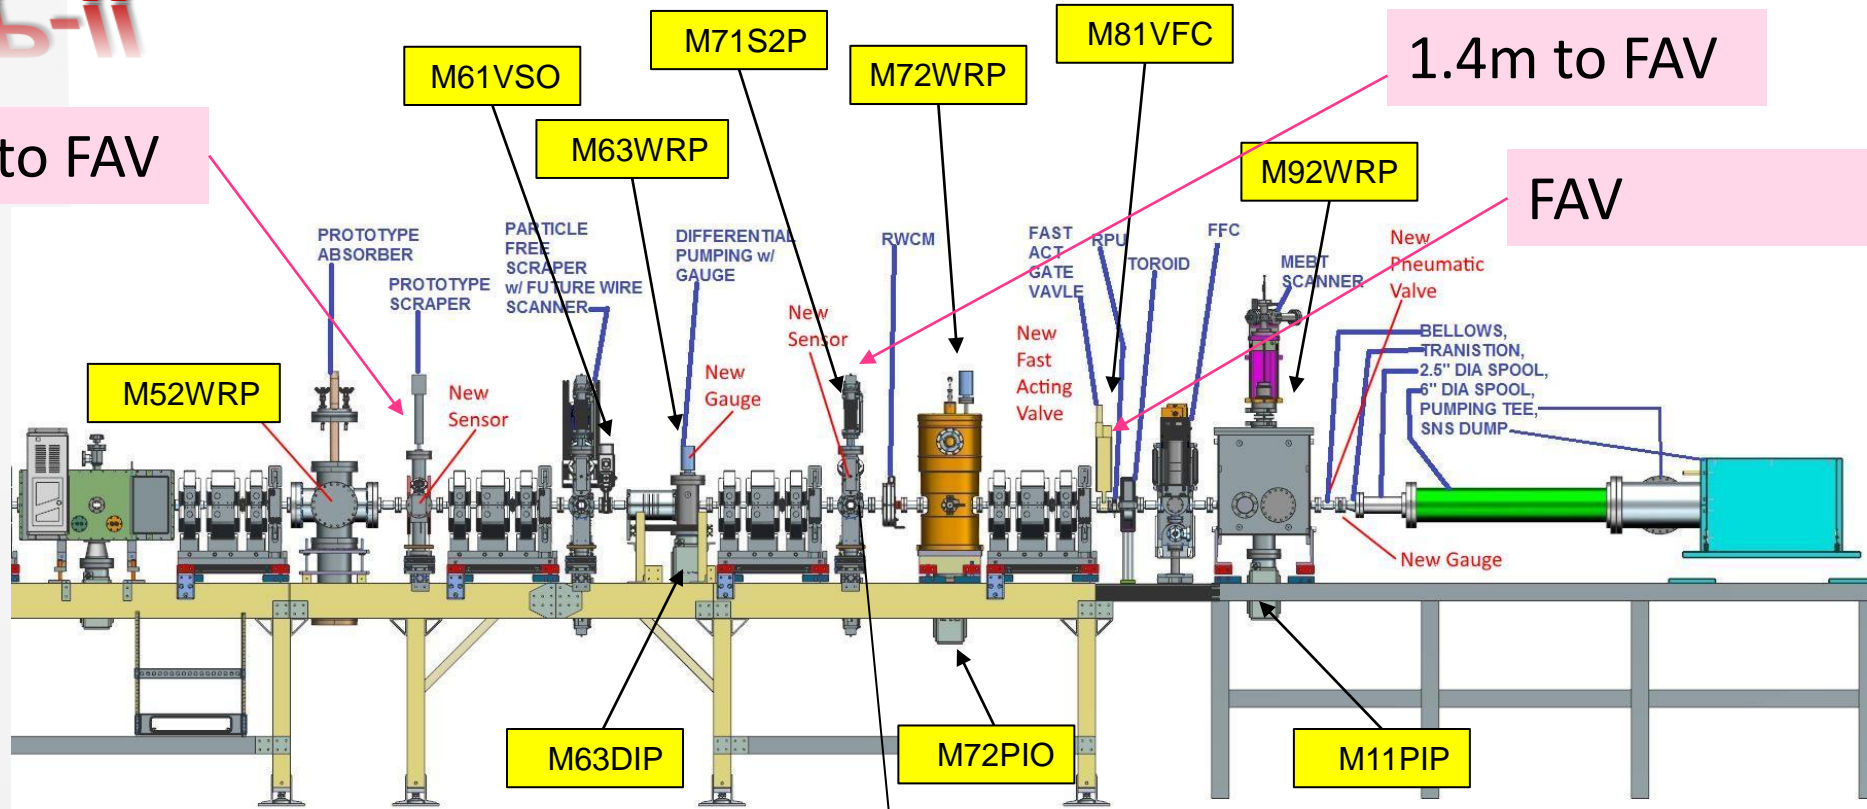 M71S2P
M81VFC
1.4m to FAV
M61VSO
M72WRP
to FAV
M63WRP
M92WRP
FAV
PROTOTYPE
ABSORBER
PARTICLE
FREE
SCRAPER
w/ FUTURE WIRE
SCANNER
DIFFERENTIAL
PUMPING w/
GAUGE
RWCM
FAST
ACT
GATE
VAVLE
RPU
TOROID
FFC
MEBT
SCANNER
New
Pneumatic
Valve
PROTOTYPE
SCRAPER
New
Sensor
New
Fast
Acting
Valve
BELLOWS,
TRANISTION,
2.5" DIA SPOOL,
6" DIA SPOOL,
PUMPING TEE,
SNS DUMP
M52WRP
New
Sensor
New
Gauge
New Gauge
M63DIP
M72PIO
M11PIP